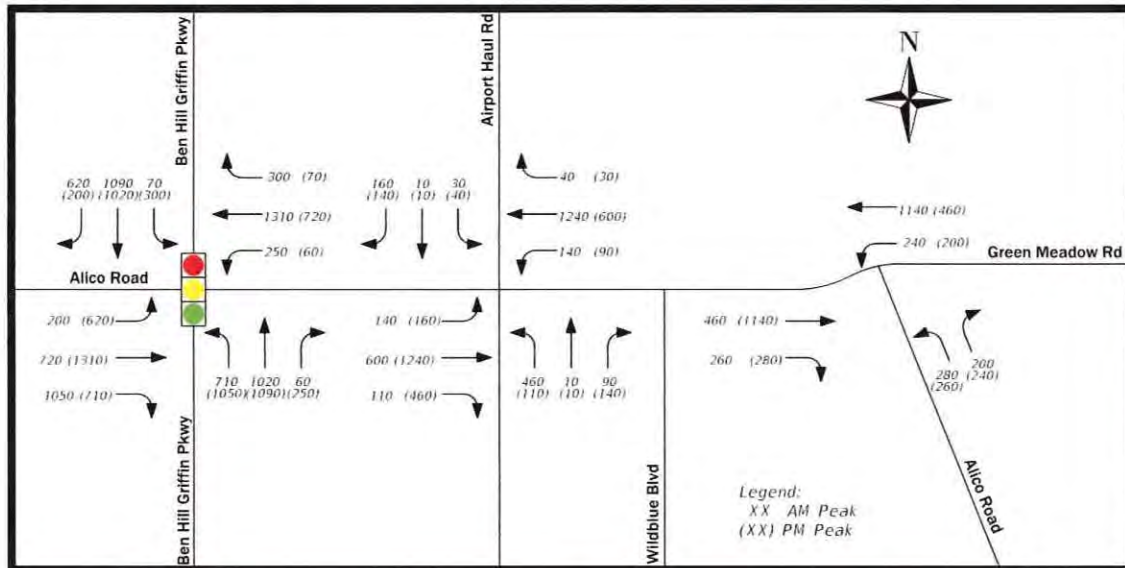 Ben Hill Griffin Pkwy
Airport Haul Rd
N
620 1090 70
(200) (1020)(300)
300 (70)
1310 (720)
250 (60)
160 10 30
(140) (10) (40)
40 (30)
1240 (600)
140 (90)
1140 (460)
240 (200)
Green Meadow Rd
Alico Road
200 (620)
720 (1310)
1050 (710)
710 1020 60
(1050)(1090)(250)
140 (160)
600 (1240)
110 (460)
460 10 90
(110) (10) (140)
460 (1140)
260 (280)
280 200
(260) (240)
Ben Hill Griffin Pkwy
Wildblue Blvd
Alico Road
Legend:
XX AM Peak
(XX) PM Peak